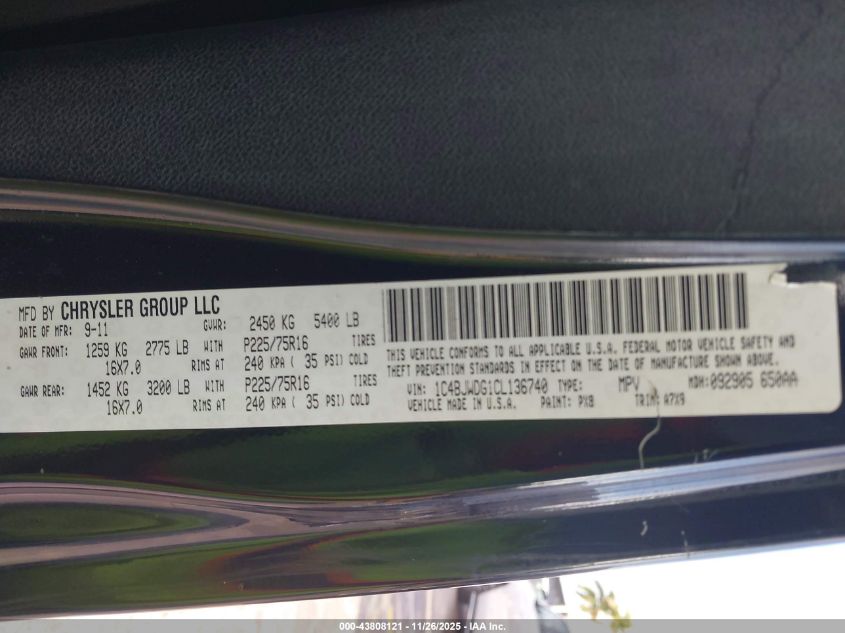 MFD BY CHRYSLER GROUP LLC
DATE OF MFR: 9-11 GVWR: 2450 KG 5400 LB
GAWR FRONT: 1259 KG 2775 LB WITH P225/75R16 TIRES
16X7.0 RIMS AT 240 KPA ( 35 PSI) COLD
GAWR REAR: 1452 KG 3200 LB WITH P225/75R16 TIRES
16X7.0 RIMS AT 240 KPA ( 35 PSI) COLD
THIS VEHICLE CONFORMS TO ALL APPLICABLE U.S.A. FEDERAL MOTOR VEHICLE SAFETY AND
THEFT PREVENTION STANDARDS IN EFFECT ON THE DATE OF MANUFACTURE SHOWN ABOVE.
VIN: 1C4BJWDG1CL136740 TYPE: MPV MDH: 092905 650AA
VEHICLE MADE IN U.S.A. PAINT: PX8 TRIM: A7X9
000-43808121 - 11/26/2025 - IAA Inc.